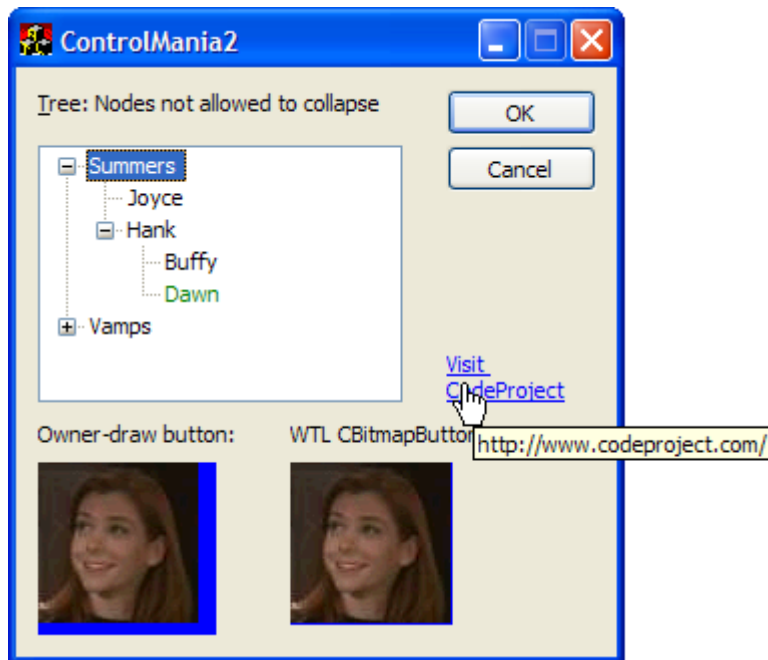 ControlMania2
Tree: Nodes not allowed to collapse
OK
Cancel
Summers
Joyce
Hank
Buffy
Dawn
Vamps
Visit
CodeProject
http://www.codeproject.com/
Owner-draw button:
WTL CBitmapButton